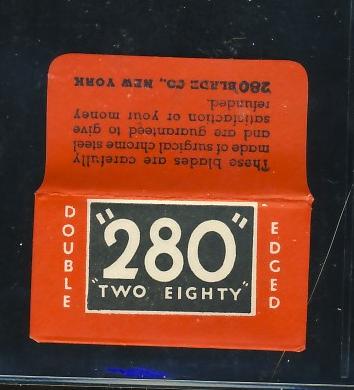 These blades are carefully
made of surgical chrome steel
and are guaranteed to give
satisfaction or your money
refunded.
280 BLADE CO., NEW YORK
DOUBLE
"280"
"TWO EIGHTY"
EDGED